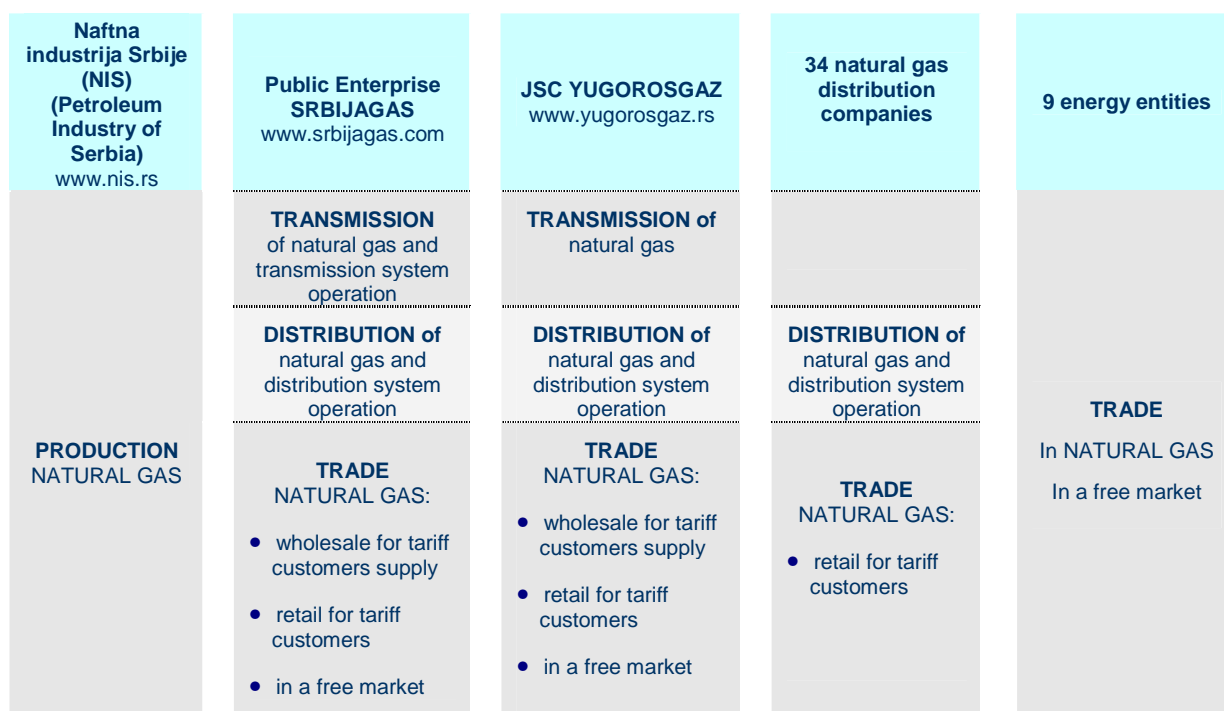 Naftna
industrija Srbije
(NIS)
(Petroleum
Industry of
Serbia)
www.nis.rs
Public Enterprise
SRBIJAGAS
www.srbijagas.com
JSC YUGOROSGAZ
www.yugorosgaz.rs
34 natural gas
distribution
companies
9 energy entities
PRODUCTION
NATURAL GAS
TRANSMISSION
of natural gas and
transmission system
operation
DISTRIBUTION of
natural gas and
distribution system
operation
TRADE
NATURAL GAS:
• wholesale for tariff
customers supply
• retail for tariff
customers
• in a free market
TRANSMISSION of
natural gas
DISTRIBUTION of
natural gas and
distribution system
operation
TRADE
NATURAL GAS:
• wholesale for tariff
customers supply
• retail for tariff
customers
• in a free market
DISTRIBUTION of
natural gas and
distribution system
operation
TRADE
NATURAL GAS:
• retail for tariff
customers
TRADE
In NATURAL GAS
In a free market